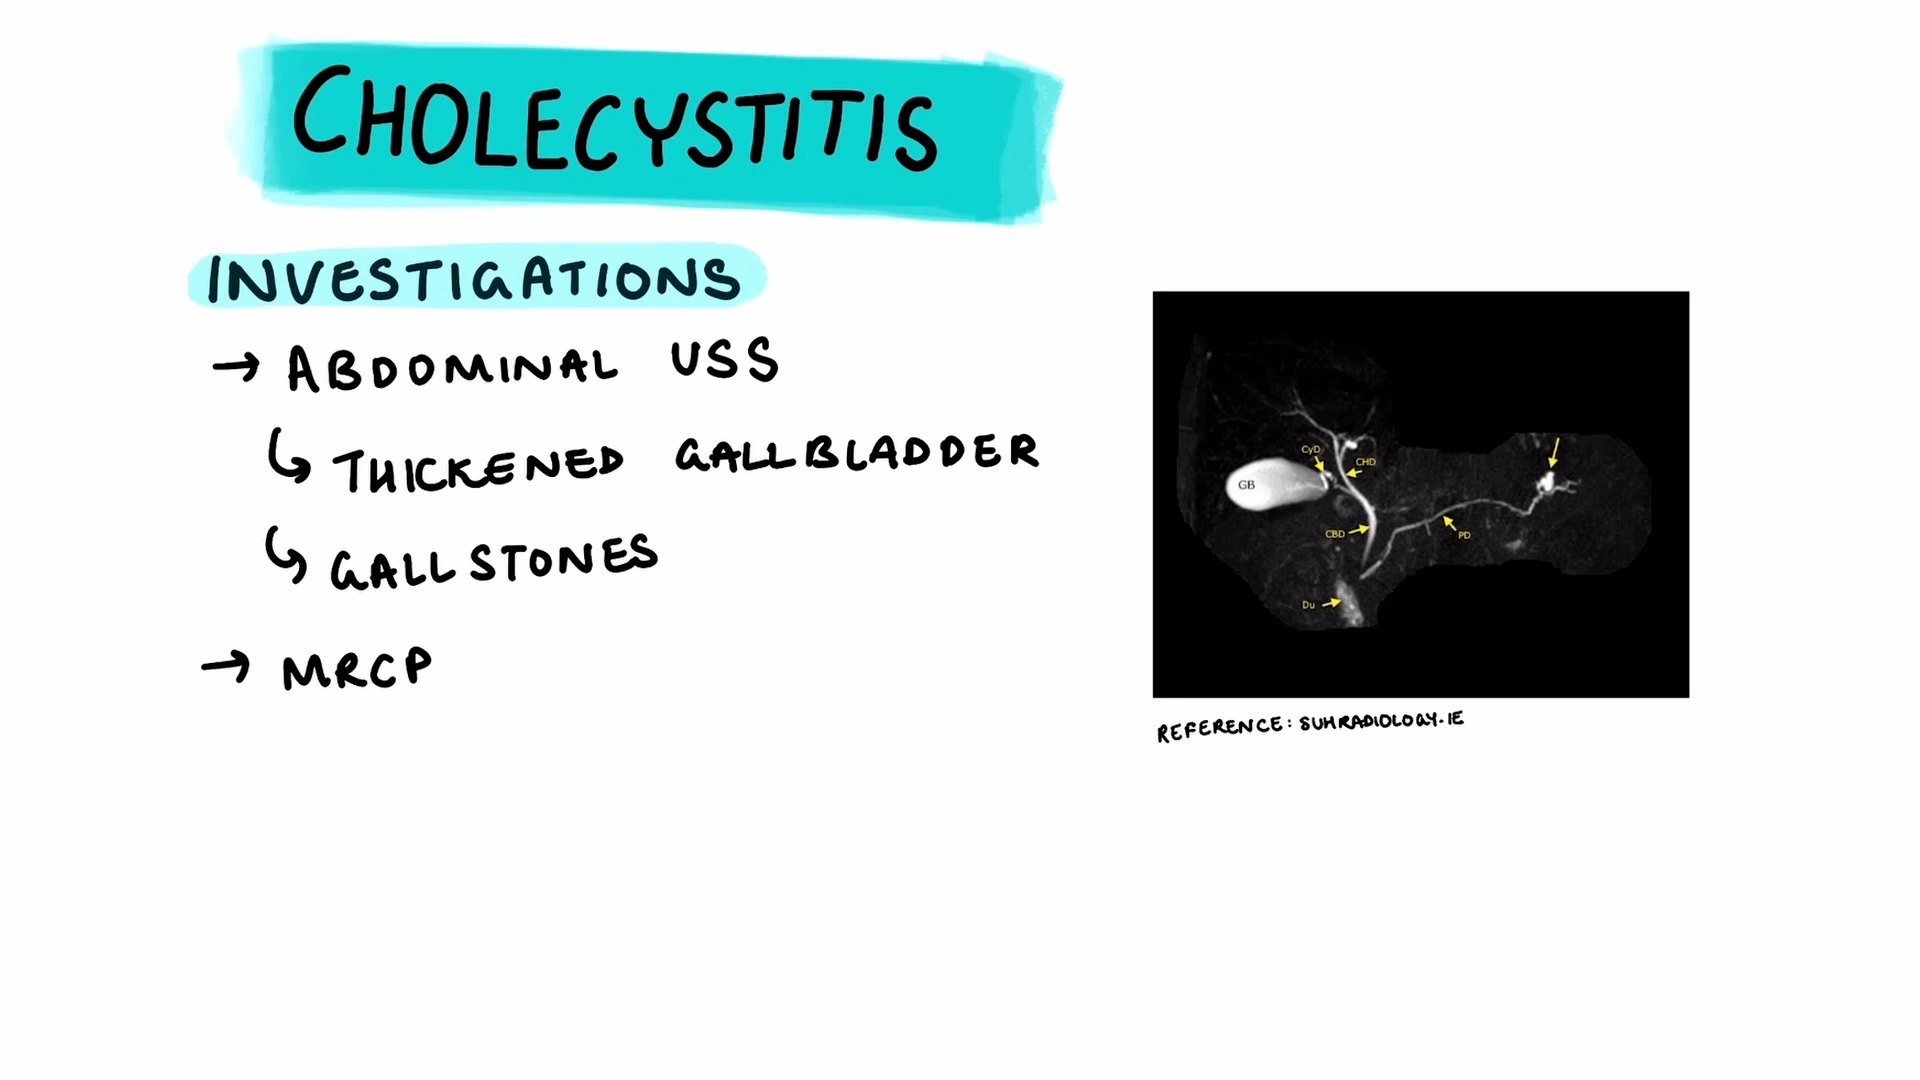 CHOLECYSTITIS
INVESTIGATIONS
→ ABDOMINAL USS
↳ THICKENED GALLBLADDER
↳ GALLSTONES
→ MRCP
CyD
CHD
GB
CBD
PD
Du
REFERENCE: SUHRADIOLOGY.IE